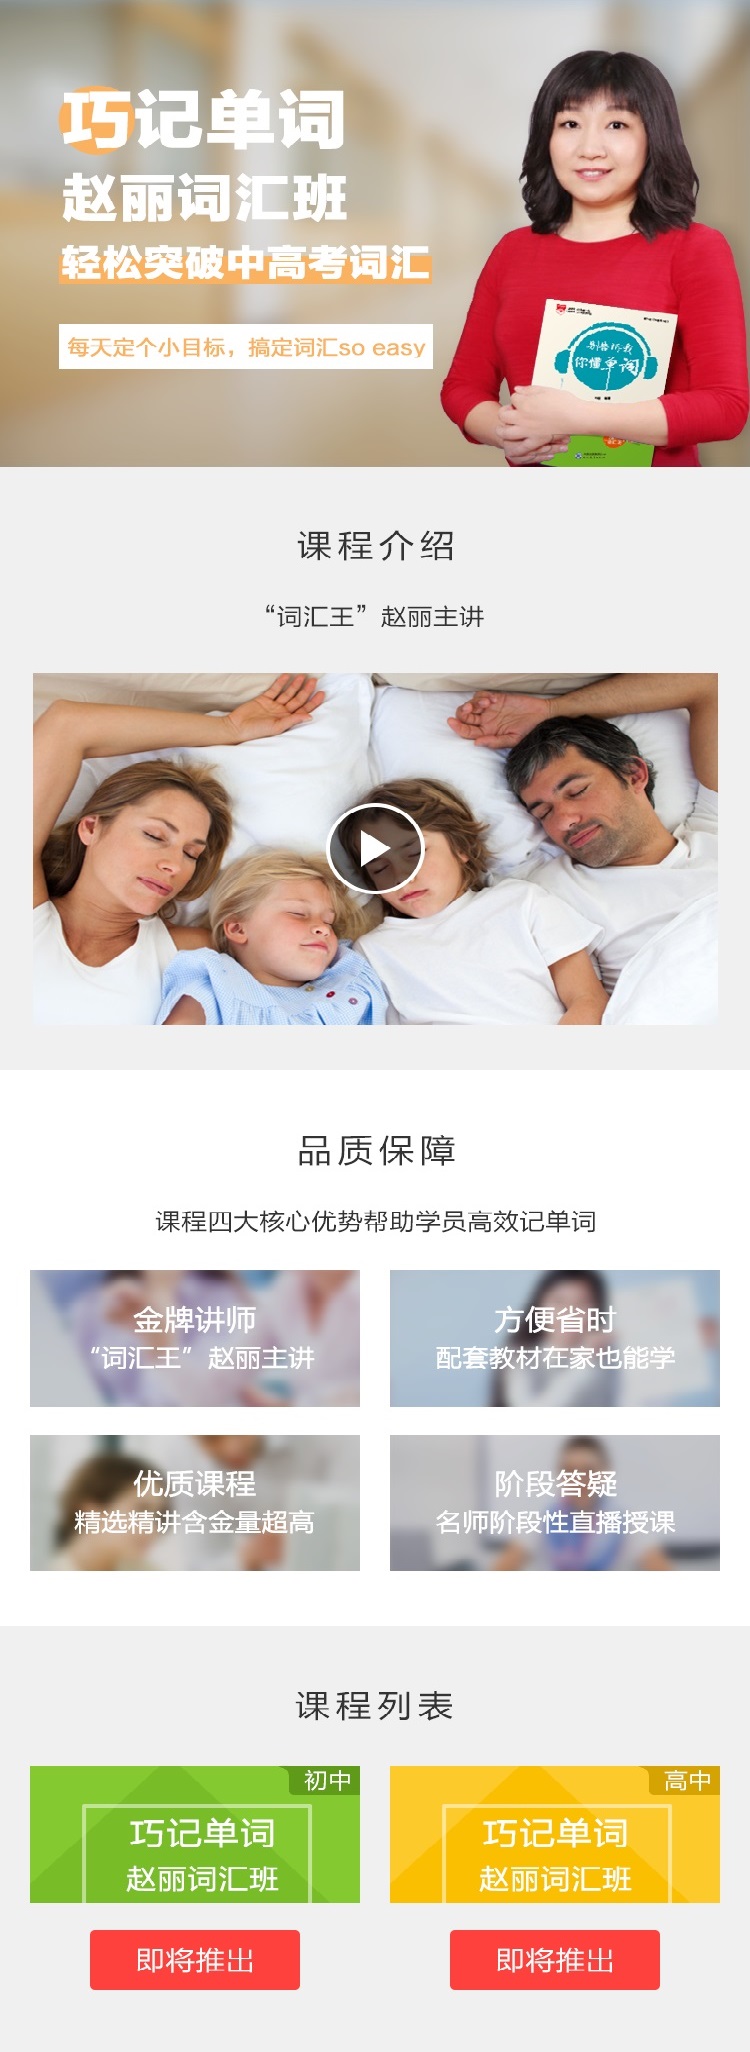 巧记单词
赵丽词汇班
轻松突破中高考词汇
每天定个小目标，搞定词汇so easy
别告诉我
你懂单词
课程介绍
“词汇王”赵丽主讲
品质保障
课程四大核心优势帮助学员高效记单词
金牌讲师
“词汇王”赵丽主讲
方便省时
配套教材在家也能学
优质课程
精选精讲含金量超高
阶段答疑
名师阶段性直播授课
课程列表
初中
巧记单词
赵丽词汇班
高中
巧记单词
赵丽词汇班
即将推出
即将推出